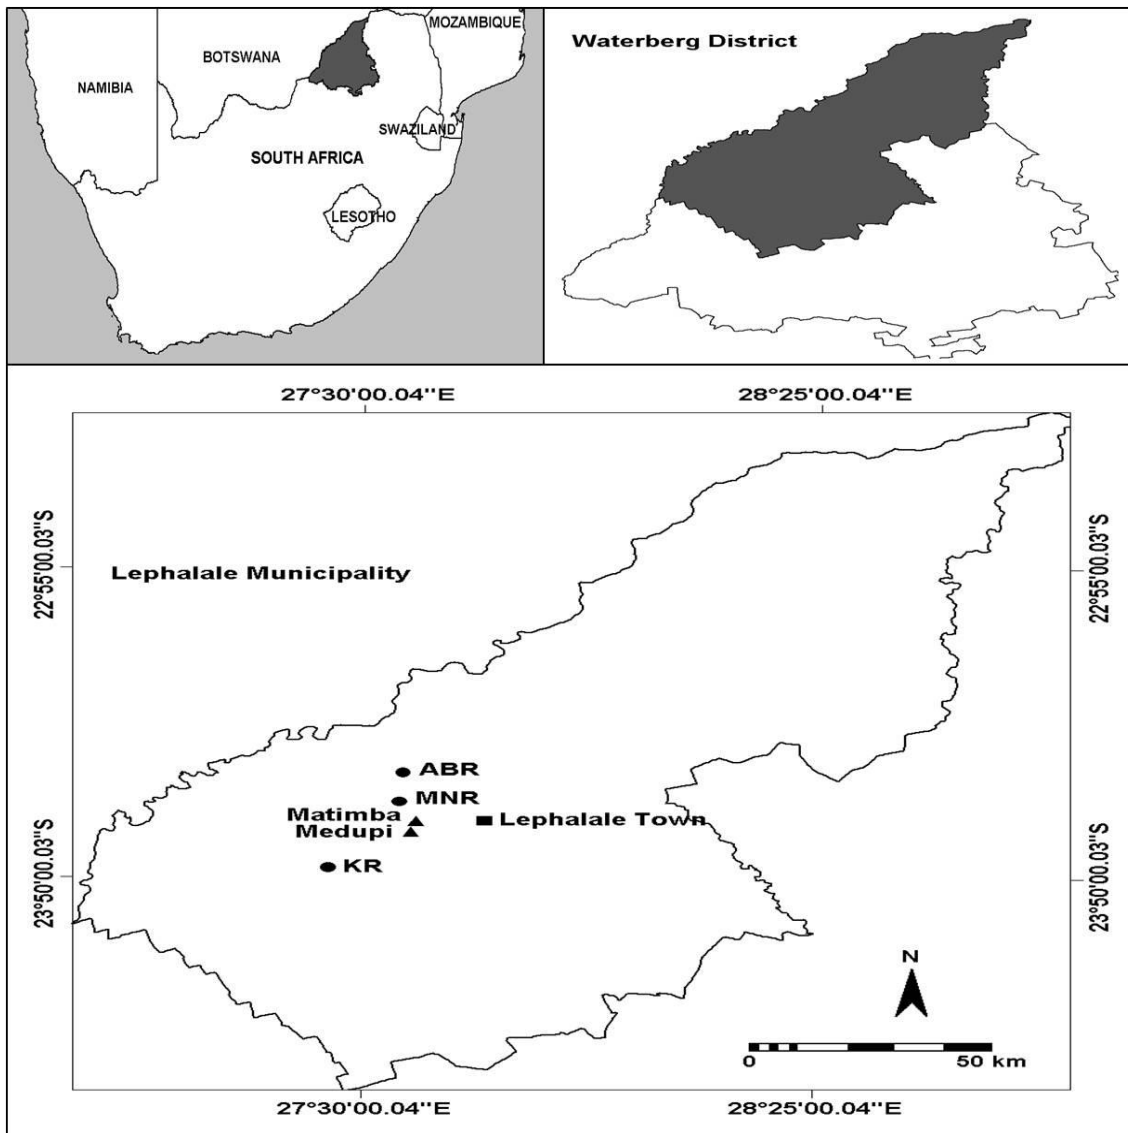 MOZAMBIQUE
BOTSWANA
NAMIBIA
SWAZILAND
SOUTH AFRICA
LESOTHO
Waterberg District
27°30'00.04"E
28°25'00.04"E
22°55'00.03"S
22°55'00.03"S
Lephalale Municipality
ABR
MNR
Matimba
Lephalale Town
Medupi
KR
23°50'00.03"S
23°50'00.03"S
N
0 50 km
27°30'00.04"E
28°25'00.04"E